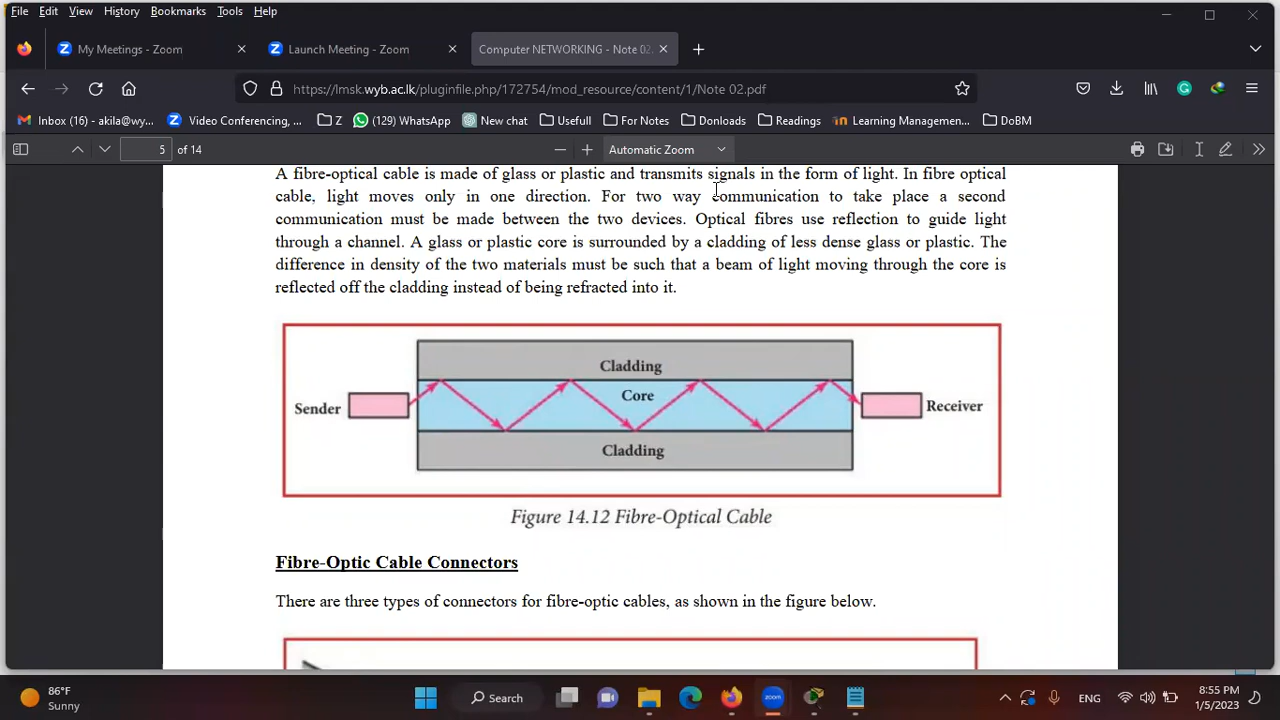 File Edit View History Bookmarks Tools Help
My Meetings - Zoom
Launch Meeting - Zoom
Computer NETWORKING - Note 02.
https://lmsk.wyb.ac.lk/pluginfile.php/172754/mod_resource/content/1/Note 02.pdf
Inbox (16) - akila@wy... Video Conferencing, ... Z (129) WhatsApp New chat Usefull For Notes Donloads Readings Learning Managemen... DoBM
5 of 14 Automatic Zoom
A fibre-optical cable is made of glass or plastic and transmits signals in the form of light. In fibre optical
cable, light moves only in one direction. For two way communication to take place a second
communication must be made between the two devices. Optical fibres use reflection to guide light
through a channel. A glass or plastic core is surrounded by a cladding of less dense glass or plastic. The
difference in density of the two materials must be such that a beam of light moving through the core is
reflected off the cladding instead of being refracted into it.
Cladding
Core
Sender
Receiver
Cladding
Figure 14.12 Fibre-Optical Cable
Fibre-Optic Cable Connectors
There are three types of connectors for fibre-optic cables, as shown in the figure below.
86°F
Sunny
Search
zoom
ENG
8:55 PM
1/5/2023